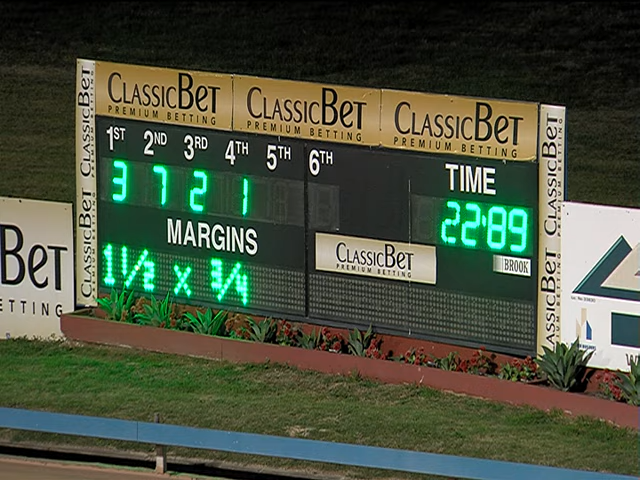 CLASSICBET
PREMIUM BETTING
CLASSICBET
PREMIUM BETTING
CLASSICBET
PREMIUM BETTING
CLASSICBET
CLASSICBET
1ST 2ND 3RD 4TH 5TH 6TH
3 7 2 1
TIME
22:89
MARGINS
1½ x ¾
CLASSICBET
PREMIUM BETTING
BROOK
CLASSICBET
BET
ETTING
W